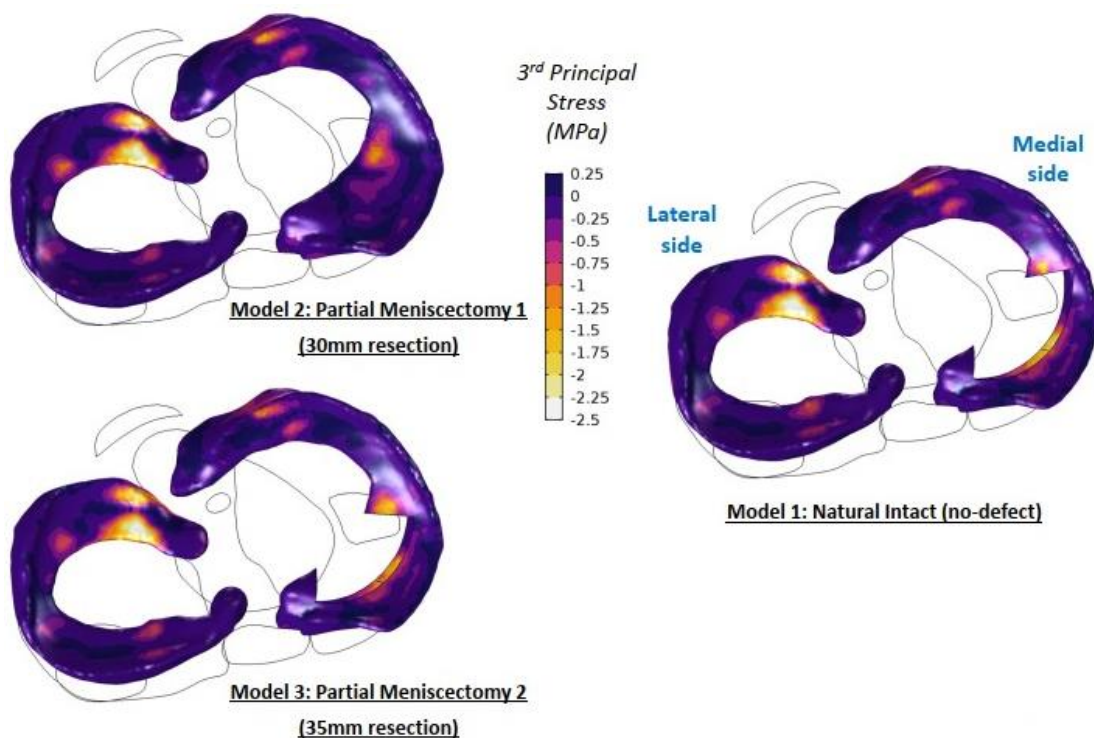 3rd Principal
Stress
(MPa)
0.25
0
-0.25
-0.5
-0.75
-1
-1.25
-1.5
-1.75
-2
-2.25
-2.5
Medial
side
Lateral
side
Model 2: Partial Meniscectomy 1
(30mm resection)
Model 1: Natural Intact (no-defect)
Model 3: Partial Meniscectomy 2
(35mm resection)